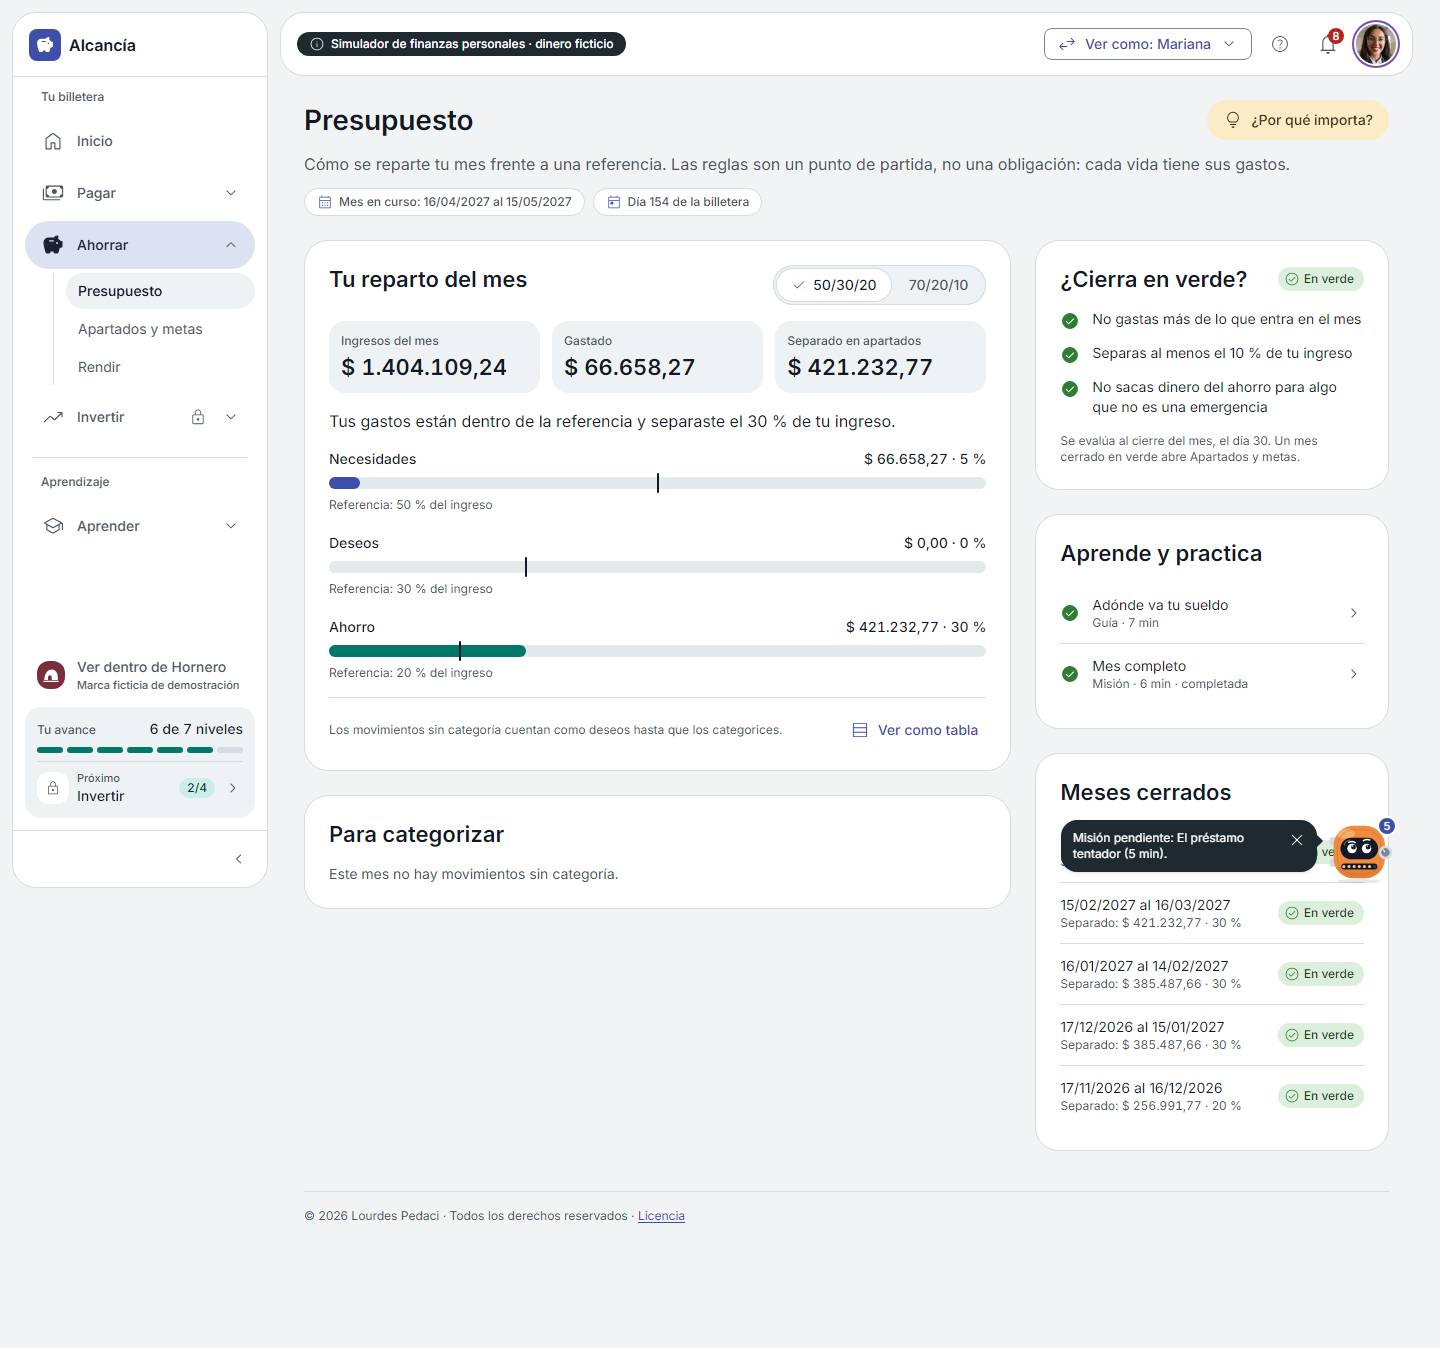 Alcancía
Simulador de finanzas personales · dinero ficticio
Ver como: Mariana
8
Tu billetera
Inicio
Pagar
Ahorrar
Presupuesto
Apartados y metas
Rendir
Invertir
Aprendizaje
Aprender
Ver dentro de Hornero
Marca ficticia de demostración
Tu avance
6 de 7 niveles
Próximo
Invertir
2/4
Presupuesto
¿Por qué importa?
Cómo se reparte tu mes frente a una referencia. Las reglas son un punto de partida, no una obligación: cada vida tiene sus gastos.
Mes en curso: 16/04/2027 al 15/05/2027
Día 154 de la billetera
Tu reparto del mes
50/30/20
70/20/10
Ingresos del mes
$ 1.404.109,24
Gastado
$ 66.658,27
Separado en apartados
$ 421.232,77
Tus gastos están dentro de la referencia y separaste el 30 % de tu ingreso.
Necesidades
$ 66.658,27 · 5 %
Referencia: 50 % del ingreso
Deseos
$ 0,00 · 0 %
Referencia: 30 % del ingreso
Ahorro
$ 421.232,77 · 30 %
Referencia: 20 % del ingreso
Los movimientos sin categoría cuentan como deseos hasta que los categorices.
Ver como tabla
Para categorizar
Este mes no hay movimientos sin categoría.
¿Cierra en verde?
En verde
No gastas más de lo que entra en el mes
Separas al menos el 10 % de tu ingreso
No sacas dinero del ahorro para algo
que no es una emergencia
Se evalúa al cierre del mes, el día 30. Un mes
cerrado en verde abre Apartados y metas.
Aprende y practica
Adónde va tu sueldo
Guía · 7 min
Mes completo
Misión · 6 min · completada
Meses cerrados
Misión pendiente: El préstamo
tentador (5 min).
5
15/02/2027 al 16/03/2027
Separado: $ 421.232,77 · 30 %
En verde
16/01/2027 al 14/02/2027
Separado: $ 385.487,66 · 30 %
En verde
17/12/2026 al 15/01/2027
Separado: $ 385.487,66 · 30 %
En verde
17/11/2026 al 16/12/2026
Separado: $ 256.991,77 · 20 %
En verde
© 2026 Lourdes Pedaci · Todos los derechos reservados · Licencia